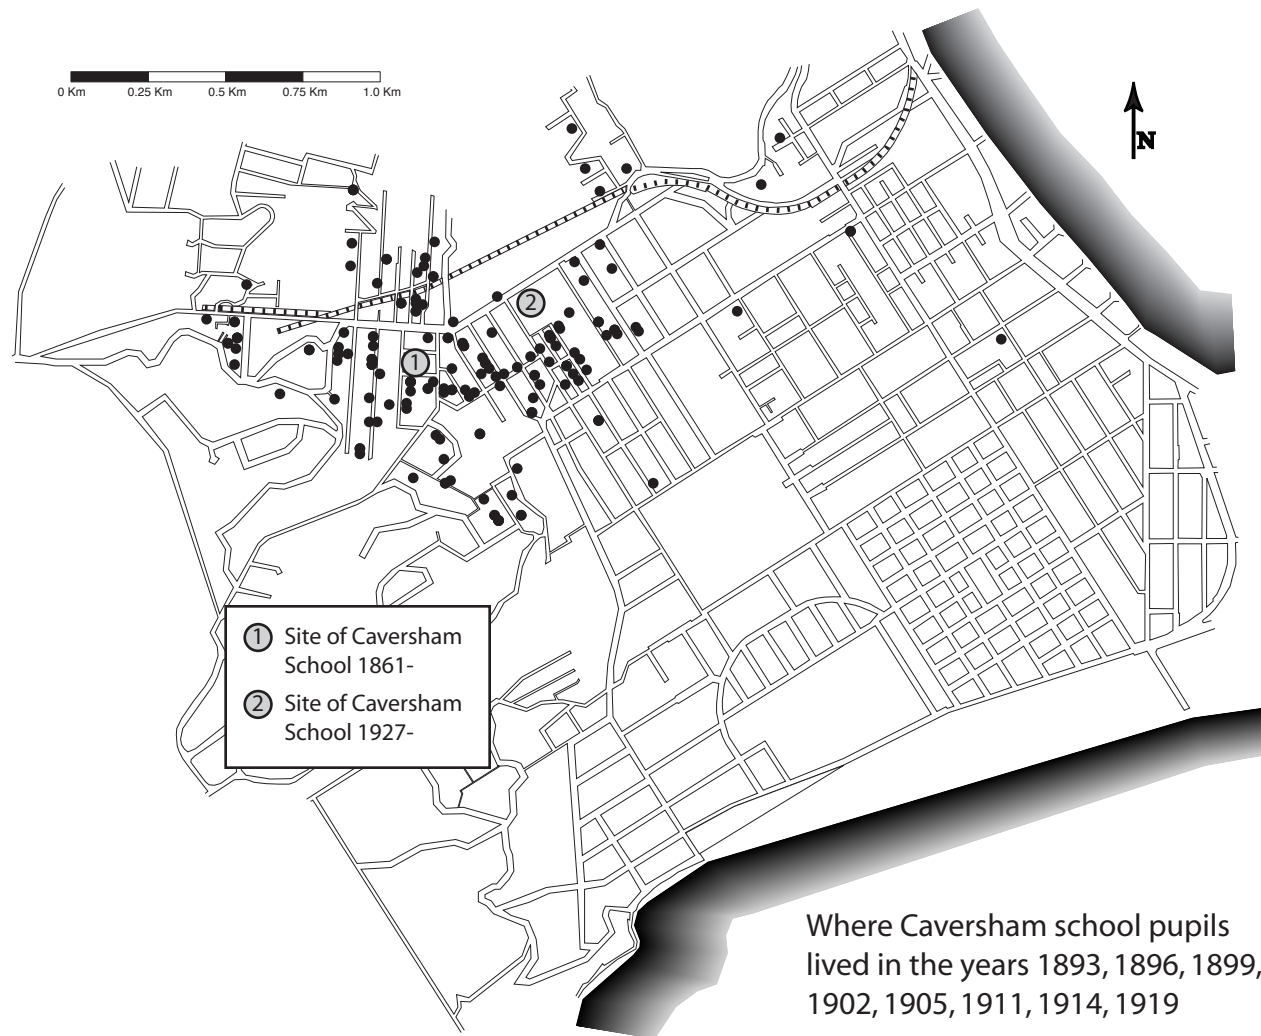 0 Km 0.25 Km 0.5 Km 0.75 Km 1.0 Km
N
2
1
1 Site of Caversham
School 1861-
2 Site of Caversham
School 1927-
Where Caversham school pupils
lived in the years 1893, 1896, 1899,
1902, 1905, 1911, 1914, 1919